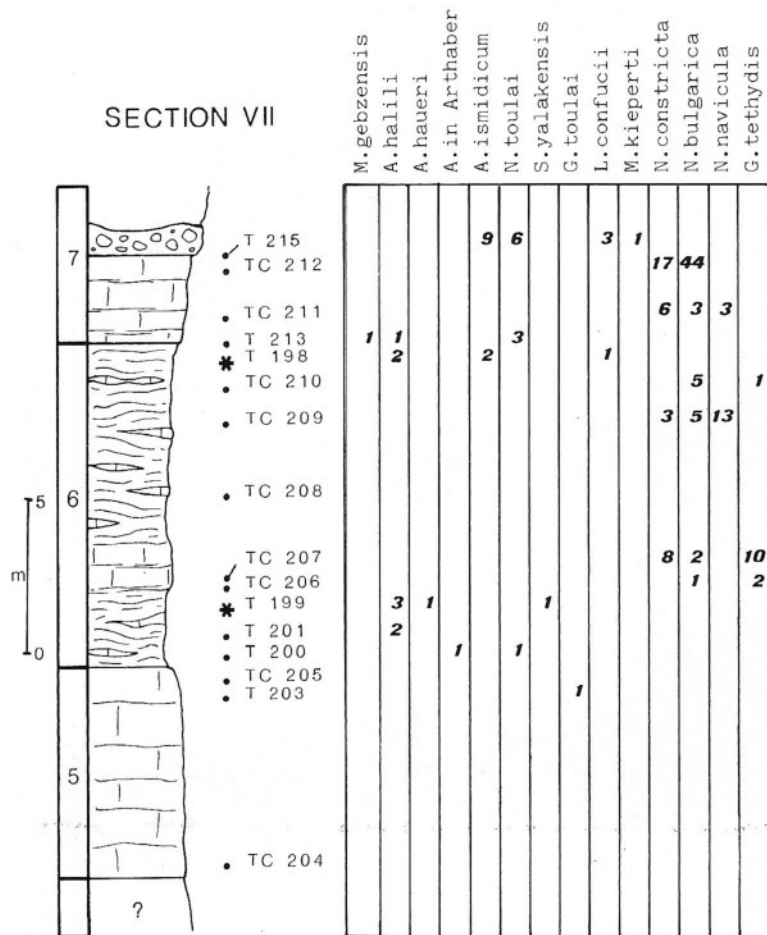 SECTION VII
M.gebzensis
A.halili
A.haueri
A.in Arthaber
A.ismidicum
N.toulai
S.yalakensis
G.toulai
L.confucii
M.kieperti
N.constricta
N.bulgarica
N.navicula
G.tethydis
7
6
5
?
5
m
0
T 215 9 6 3 1
TC 212 17 44
TC 211 6 3 3
T 213 1 1 3
* T 198 2 2 1
TC 210 5 1
TC 209 3 5 13
TC 208
TC 207 8 2 10
TC 206 1 2
* T 199 3 1 1
T 201 2
T 200 1 1
TC 205
T 203 1
TC 204